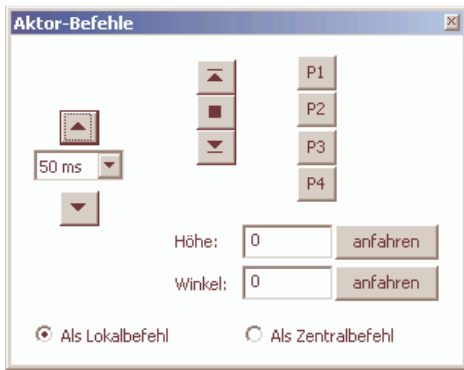 Aktor-Befehle
P1
P2
50 ms
P3
P4
Höhe: 0 anfahren
Winkel: 0 anfahren
Als Lokalbefehl Als Zentralbefehl